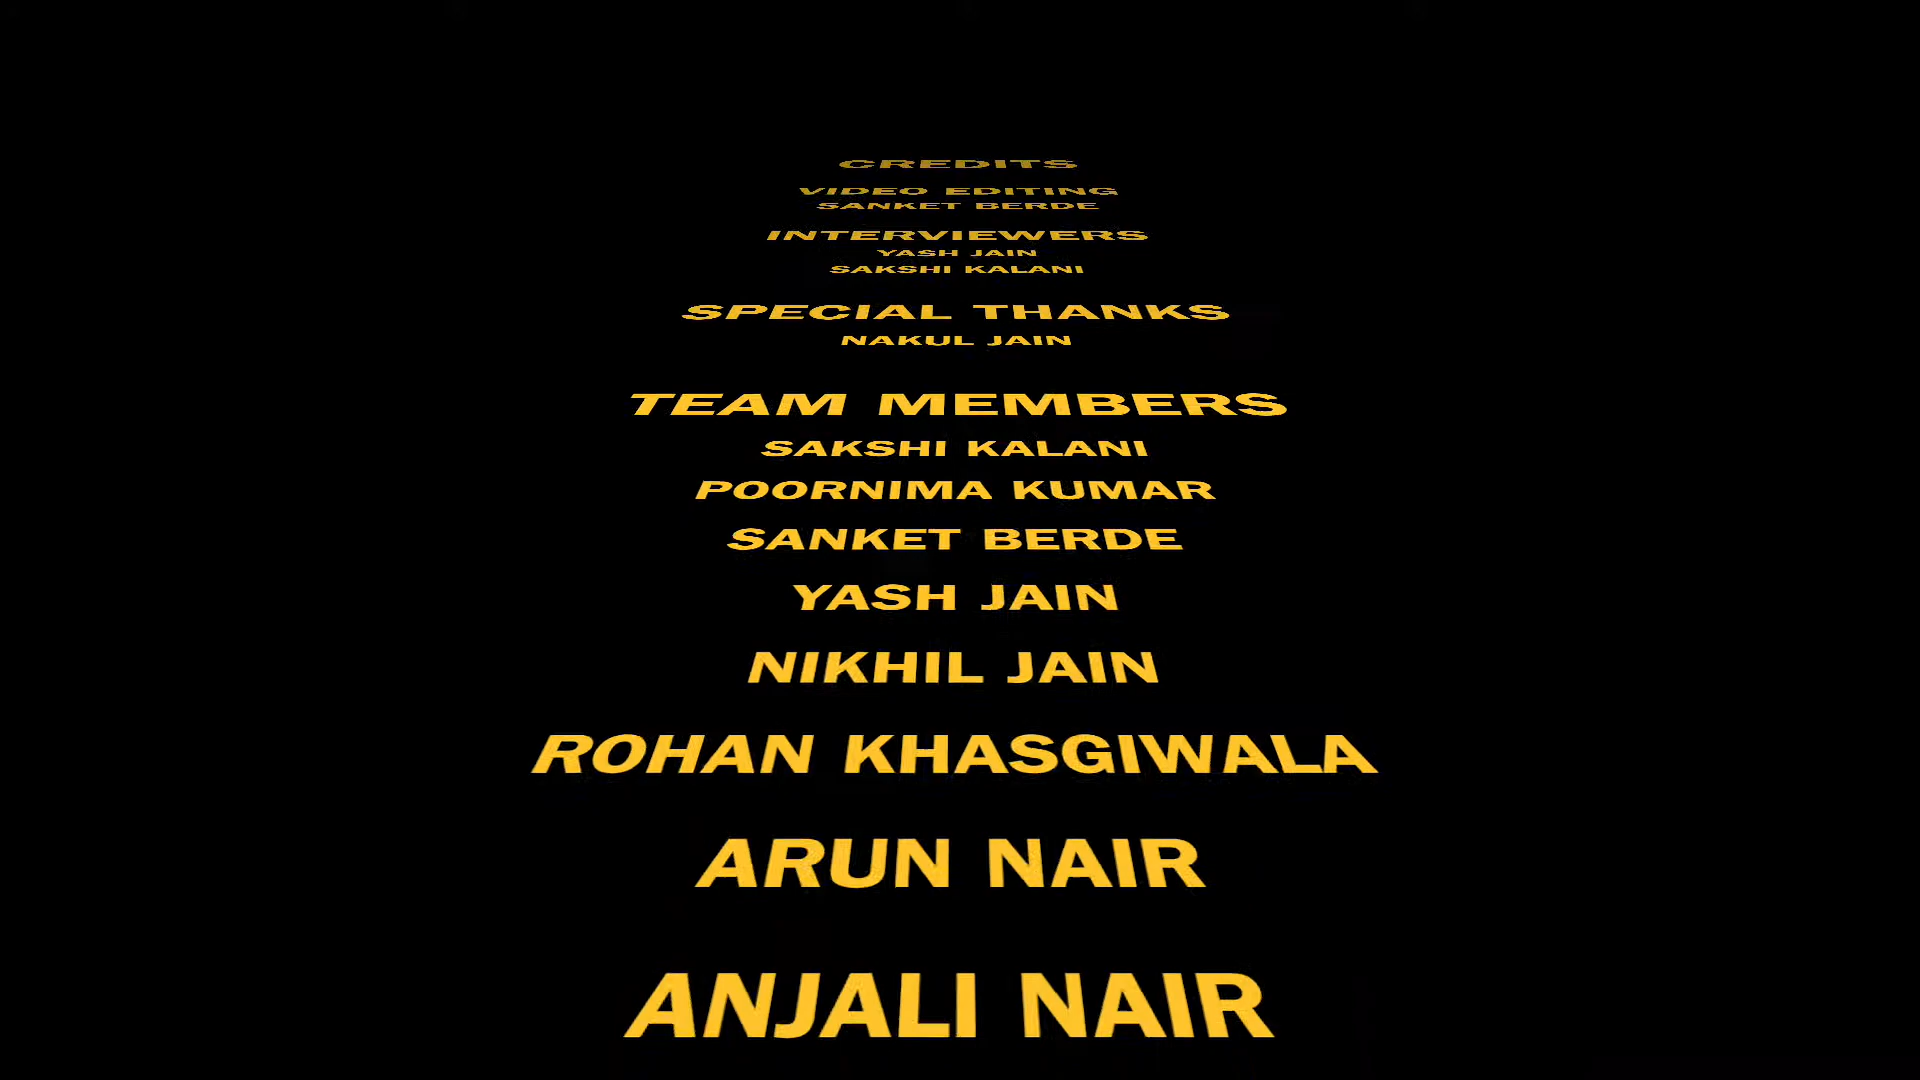 CREDITS
VIDEO EDITING
SANKET BERDE
INTERVIEWERS
YASH JAIN
SAKSHI KALANI
SPECIAL THANKS
NAKUL JAIN
TEAM MEMBERS
SAKSHI KALANI
POORNIMA KUMAR
SANKET BERDE
YASH JAIN
NIKHIL JAIN
ROHAN KHASGIWALA
ARUN NAIR
ANJALI NAIR